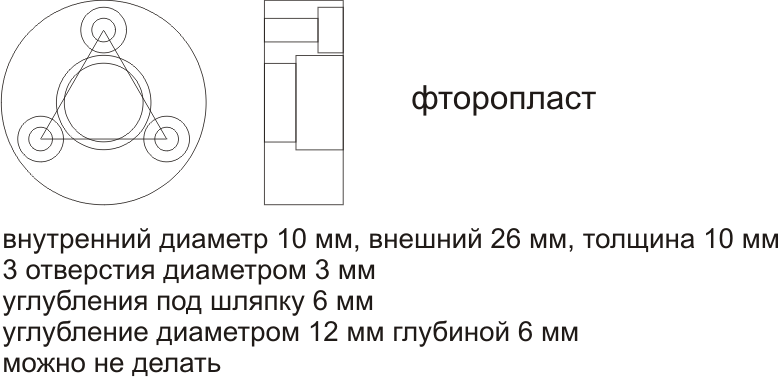 фторопласт
внутренний диаметр 10 мм, внешний 26 мм, толщина 10 мм
3 отверстия диаметром 3 мм
углубления под шляпку 6 мм
углубление диаметром 12 мм глубиной 6 мм
можно не делать